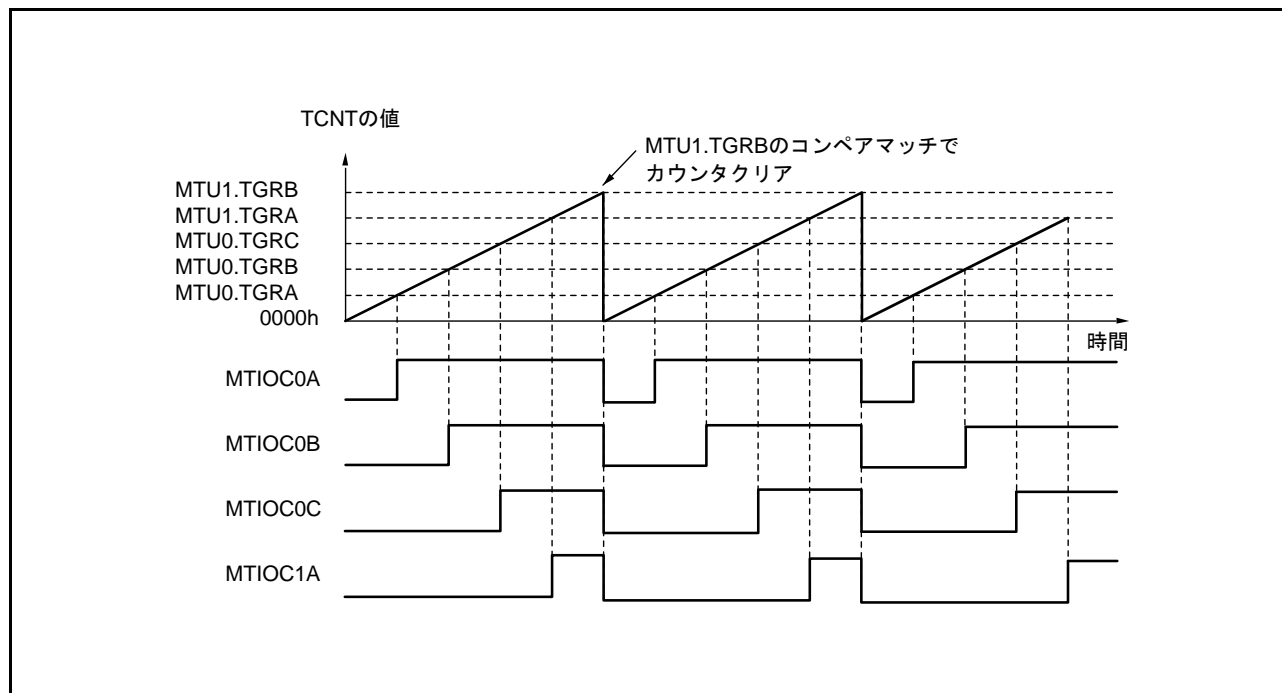 TCNTの値
MTU1.TGRBのコンペアマッチで
カウンタクリア
MTU1.TGRB
MTU1.TGRA
MTU0.TGRC
MTU0.TGRB
MTU0.TGRA
0000h
時間
MTIOC0A
MTIOC0B
MTIOC0C
MTIOC1A